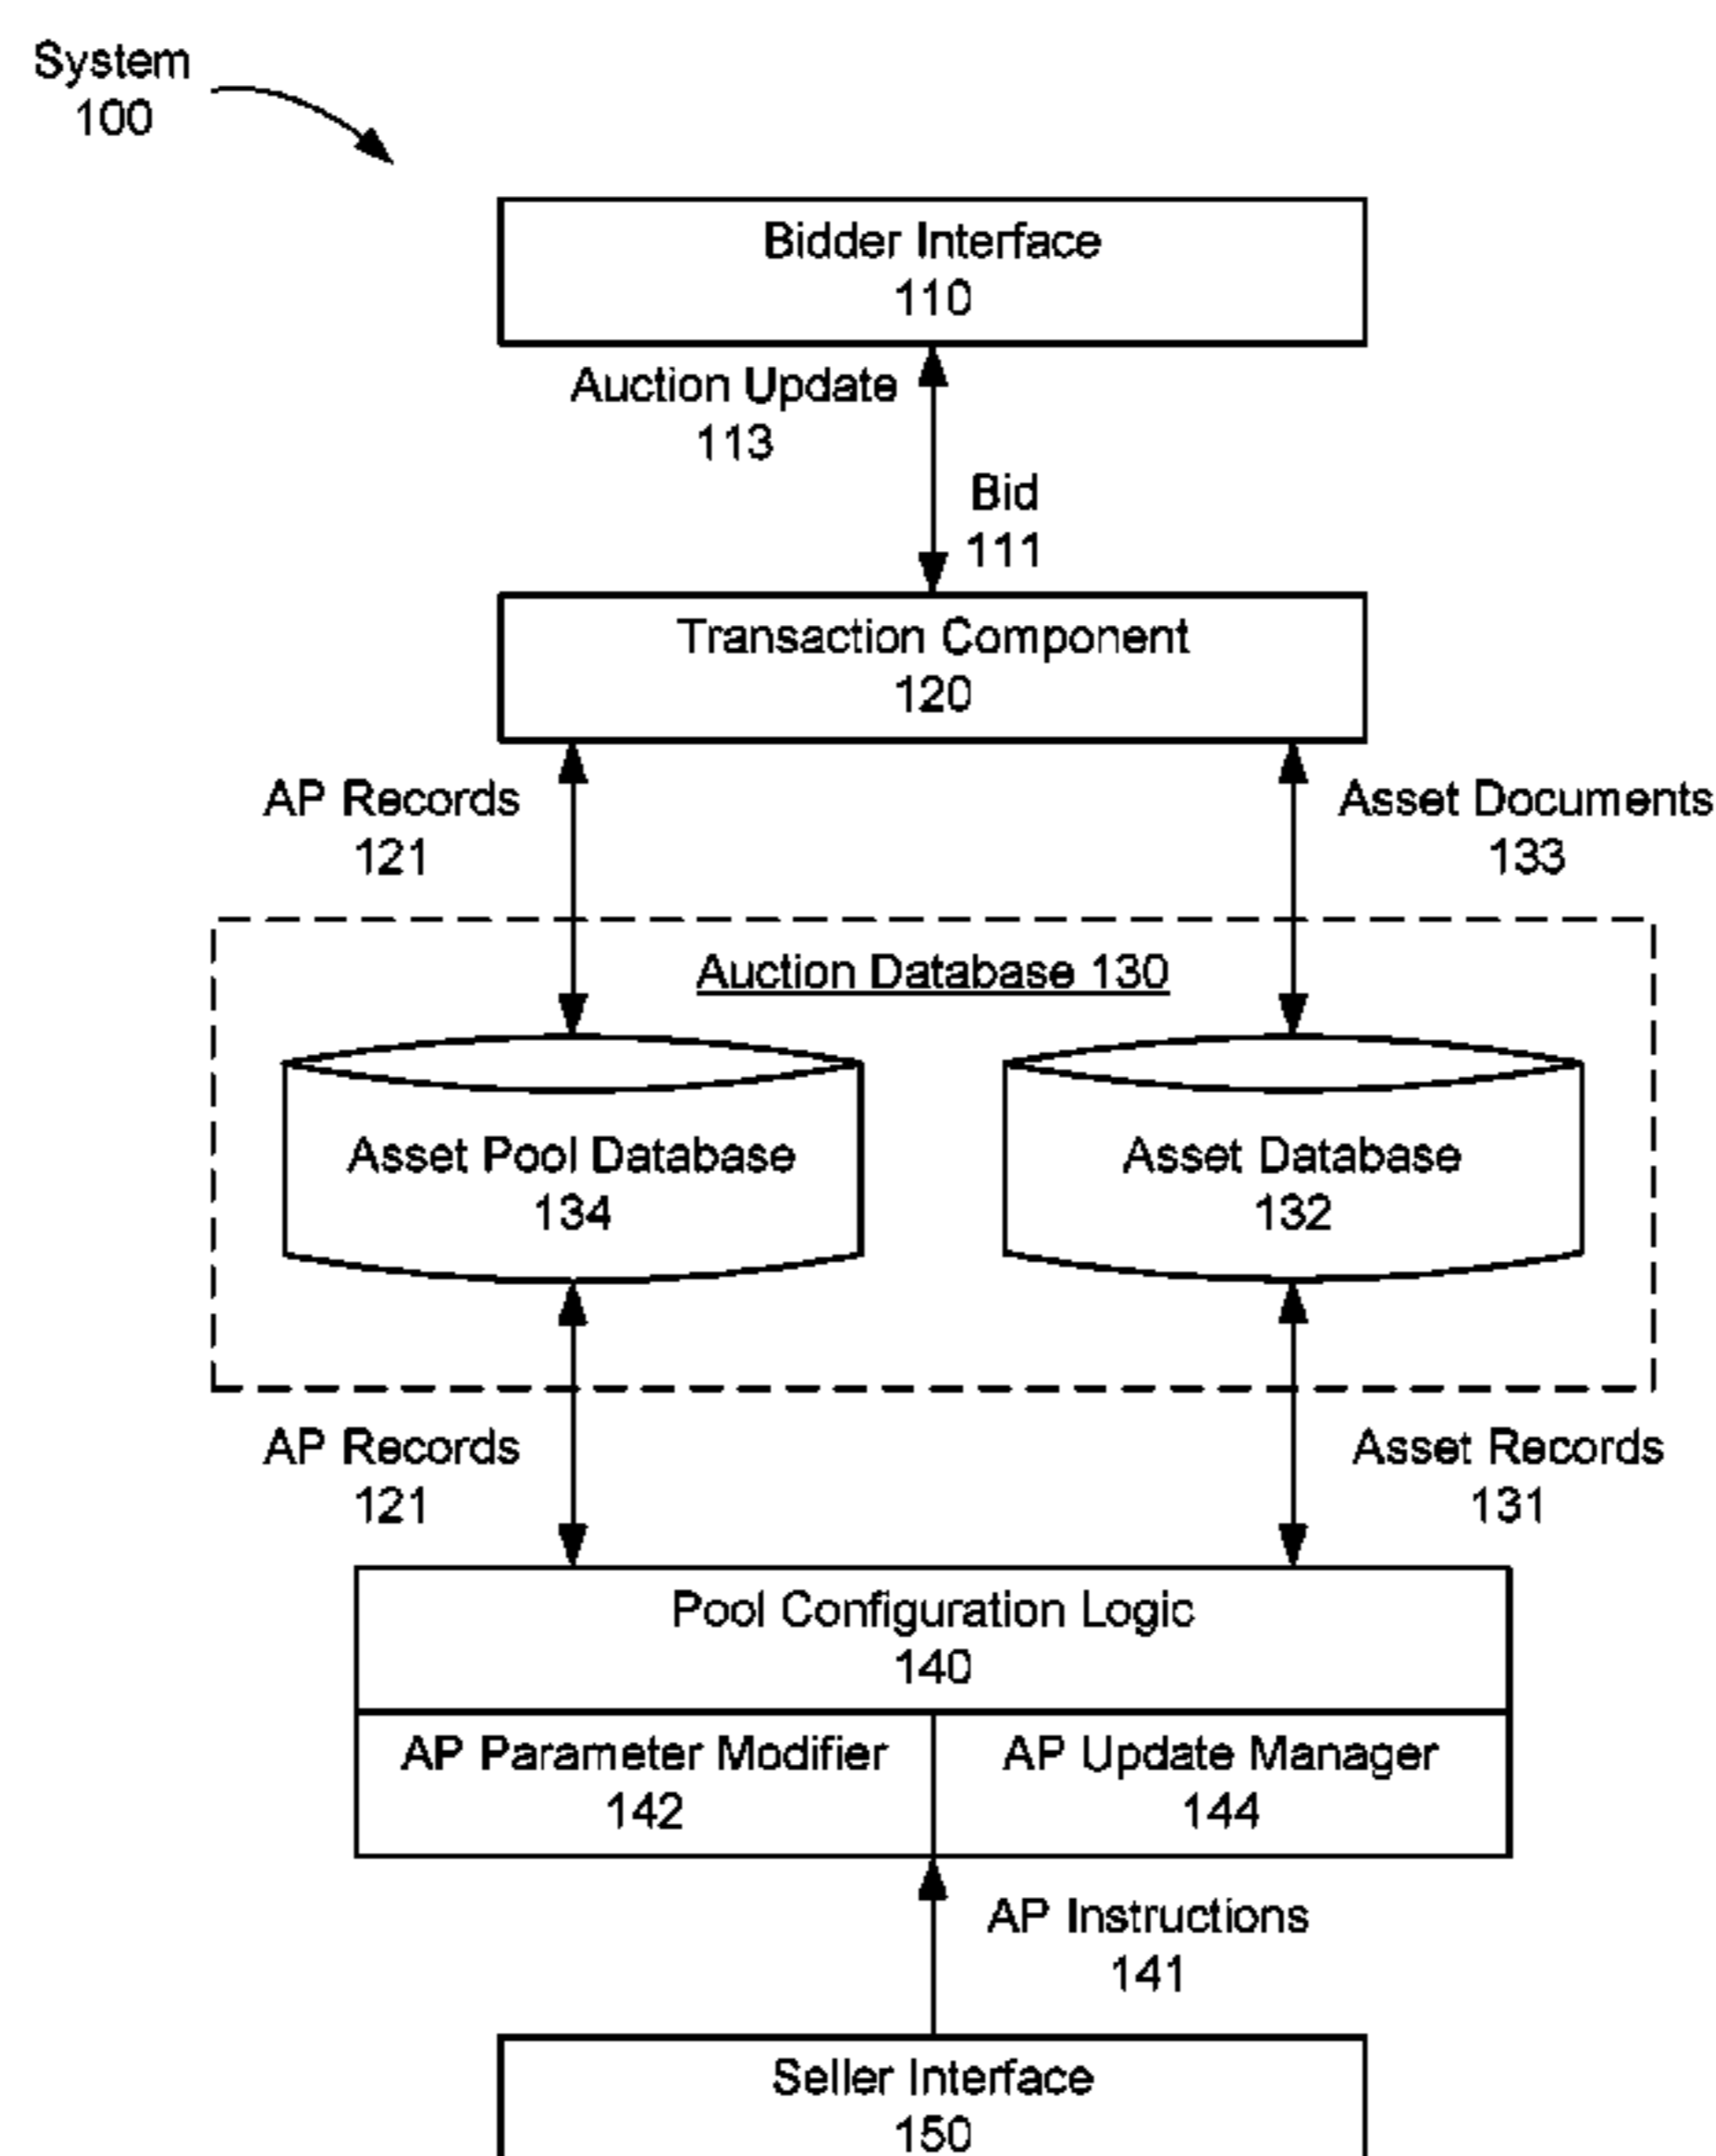 System
100
Bidder Interface
110
Auction Update
113
Bid
111
Transaction Component
120
AP Records
121
Asset Documents
133
Auction Database 130
Asset Pool Database
134
Asset Database
132
AP Records
121
Asset Records
131
Pool Configuration Logic
140
AP Parameter Modifier
142
AP Update Manager
144
AP Instructions
141
Seller Interface
150